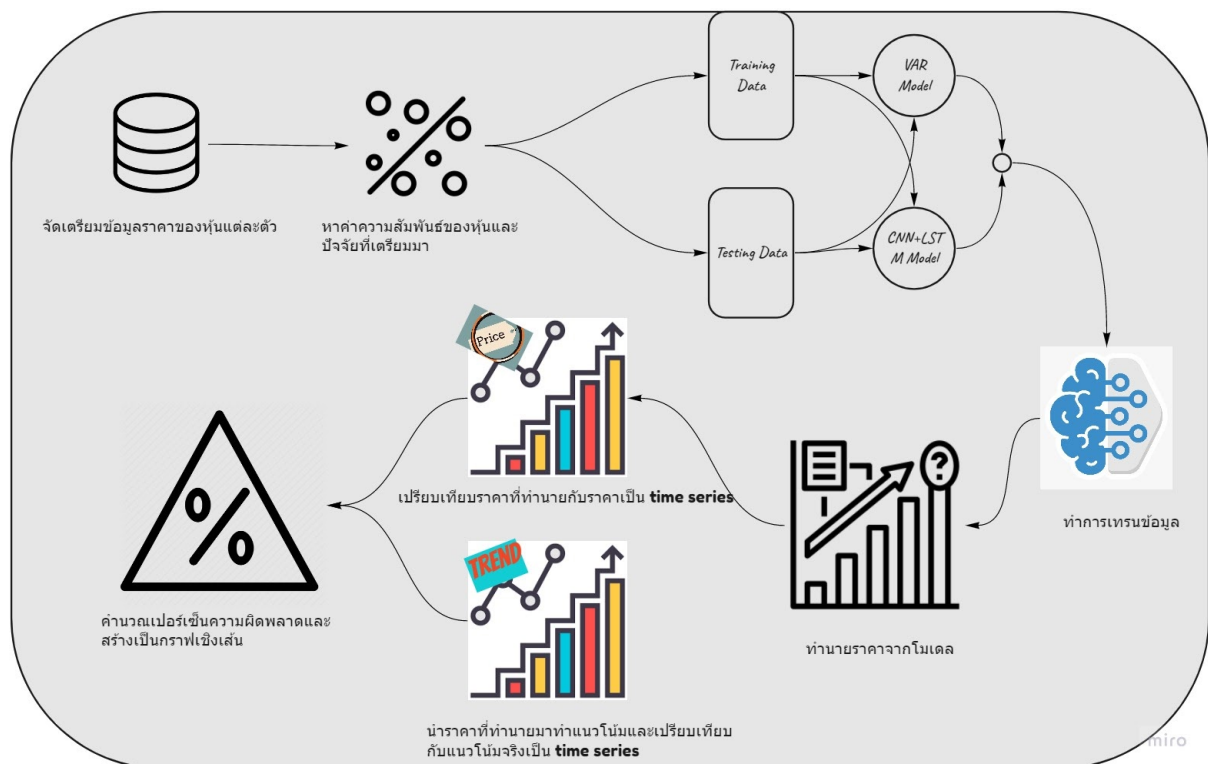 Training
Data
VAR
Model
จัดเตรียมข้อมูลราคาของหุ้นแต่ละตัว
หาค่าความสัมพันธ์ของหุ้นและ
ปัจจัยที่เตรียมมา
Testing Data
CNN+LST
M Model
Price
เปรียบเทียบราคาที่ทำนายกับราคาเป็น time series
ทำการเทรนข้อมูล
TREND
คำนวณเปอร์เซ็นความผิดพลาดและ
สร้างเป็นกราฟเชิงเส้น
ทำนายราคาจากโมเดล
นำราคาที่ทำนายมาทำแนวโน้มและเปรียบเทียบ
กับแนวโน้มจริงเป็น time series
miro